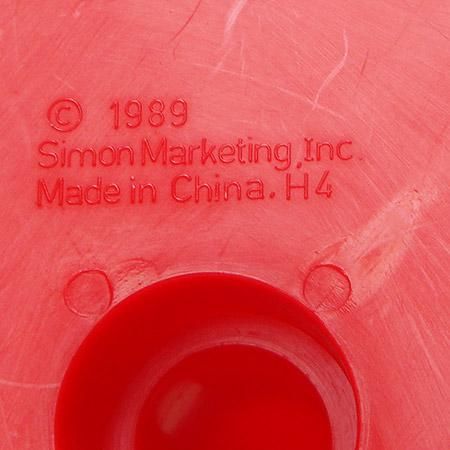 © 1989
Simon Marketing, Inc.
Made in China. H4